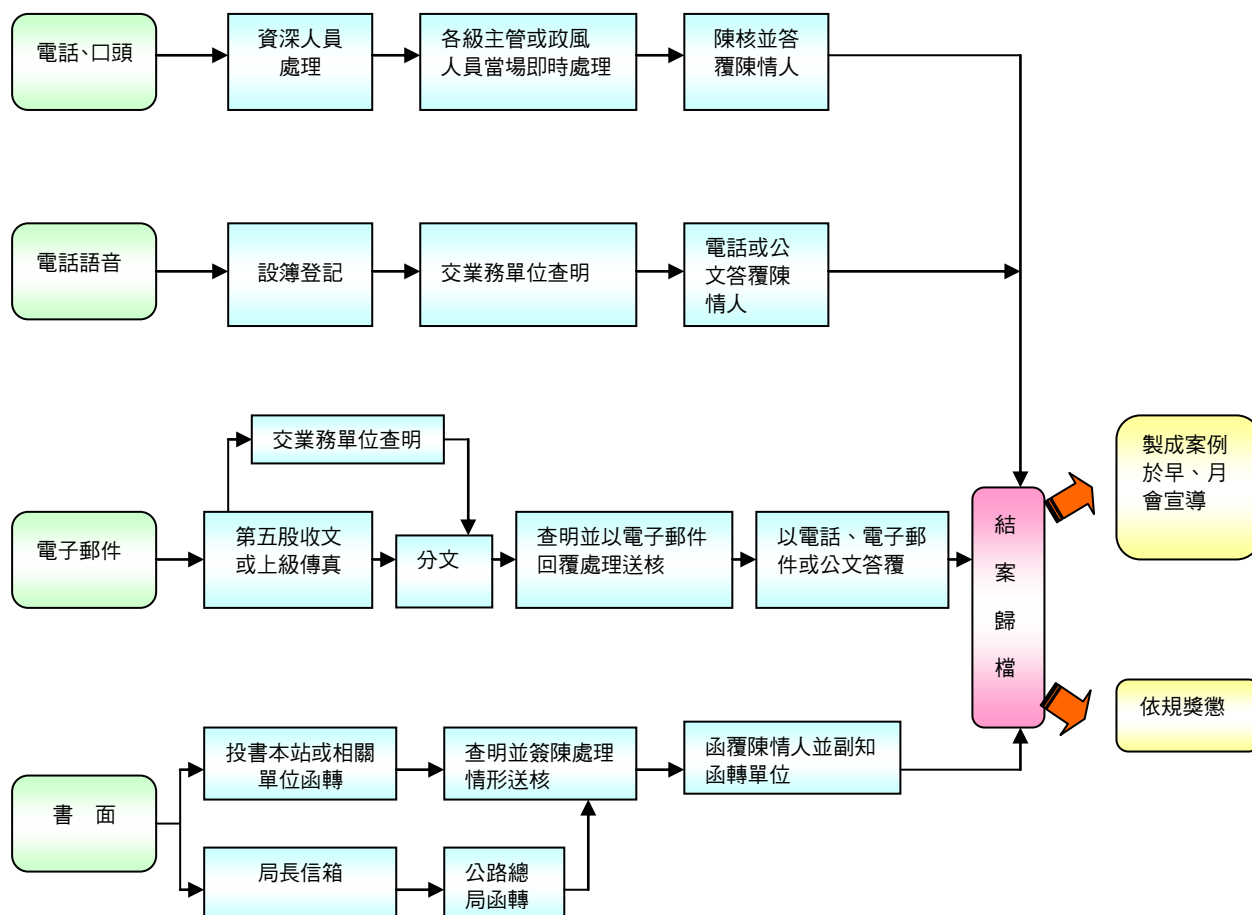 電話、口頭
資深人員
處理
各級主管或政風
人員當場即時處理
陳核並答
覆陳情人
電話語音
設簿登記
交業務單位查明
電話或公
文答覆陳
情人
交業務單位查明
電子郵件
第五股收文
或上級傳真
分文
查明並以電子郵件
回覆處理送核
以電話、電子郵
件或公文答覆
結
案
歸
檔
製成案例
於早、月
會宣導
依規獎懲
書　面
投書本站或相關
單位函轉
查明並簽陳處理
情形送核
函覆陳情人並副知
函轉單位
局長信箱
公路總
局函轉